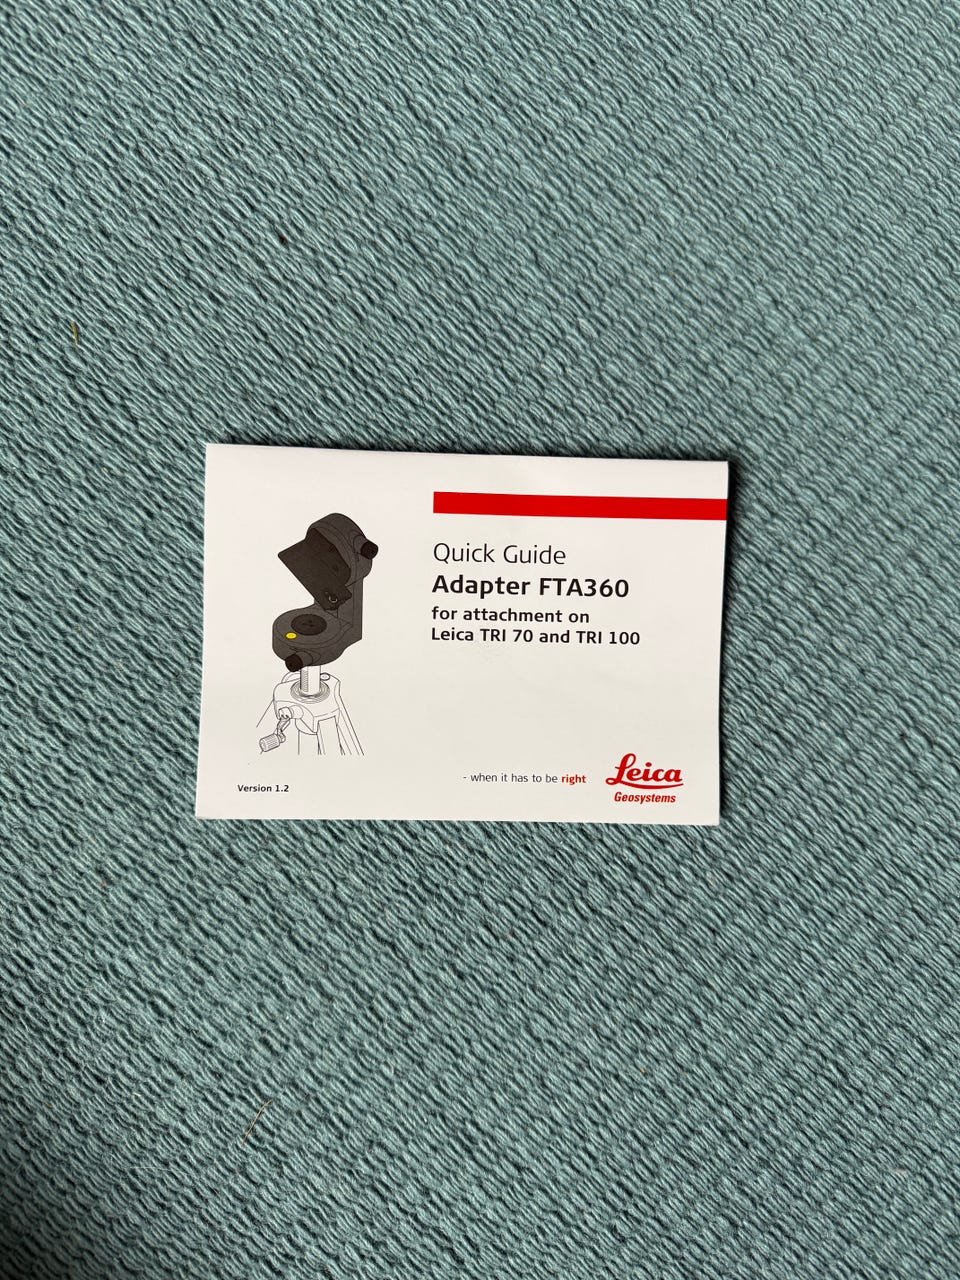 Quick Guide
Adapter FTA360
for attachment on
Leica TRI 70 and TRI 100
Version 1.2
- when it has to be right
Leica
Geosystems